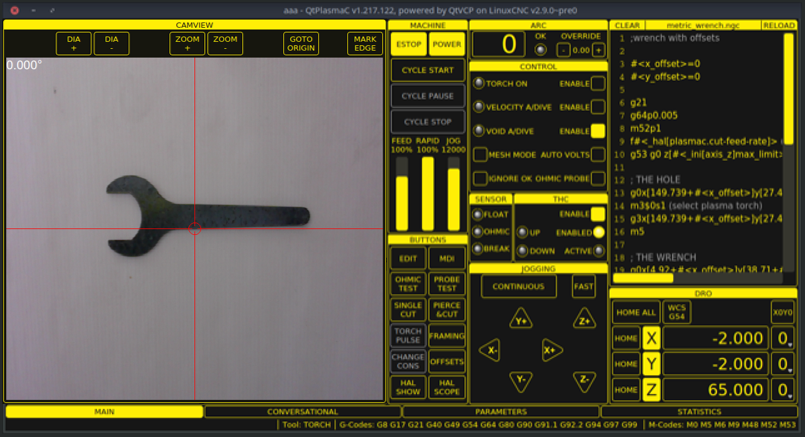 aaa - QtPlasmaC v1.217.122, powered by QtVCP on LinuxCNC v2.9.0~pre0
CAMVIEW
DIA +
DIA -
ZOOM +
ZOOM -
GOTO ORIGIN
MARK EDGE
0.000°
MACHINE
ESTOP
POWER
CYCLE START
CYCLE PAUSE
CYCLE STOP
FEED RAPID JOG
100% 100% 12000
BUTTONS
EDIT
MDI
OHMIC TEST
PROBE TEST
SINGLE CUT
PIERCE &CUT
TORCH PULSE
FRAMING
CHANGE CONS
OFFSETS
HAL SHOW
HAL SCOPE
ARC
0
OK
OVERRIDE
- 0.00 +
CONTROL
TORCH ON ENABLE
VELOCITY A/DIVE ENABLE
VOID A/DIVE ENABLE
MESH MODE AUTO VOLTS
IGNORE OK OHMIC PROBE
SENSOR
FLOAT
OHMIC
BREAK
THC
ENABLE
UP ENABLED
DOWN ACTIVE
JOGGING
CONTINUOUS
FAST
Y+
Z+
X-
X+
Y-
Z-
CLEAR metric_wrench.ngc RELOAD
1 ;wrench with offsets
2
3 #<x_offset>=0
4 #<y_offset>=0
5
6 g21
7 g64p0.005
8 m52p1
9 f#<_hal[plasmac.cut-feed-rate]>
10 g53 g0 z[#<_ini[axis_z]max_limit>
11
12 ; THE HOLE
13 g0x[149.739+#<x_offset>]y[27.4
14 m3$0s1 (select plasma torch)
15 g3x[149.739+#<x_offset>]y[27.4
16 m5
17
18 ; THE WRENCH
19 g0x[4.92+#<x_offset>]y[38.71+
DRO
HOME ALL
WCS G54
X0Y0
HOME X -2.000 0
HOME Y -2.000 0
HOME Z 65.000 0
MAIN
CONVERSATIONAL
PARAMETERS
STATISTICS
Tool: TORCH | G-Codes: G8 G17 G21 G40 G49 G54 G64 G80 G90 G91.1 G92.2 G94 G97 G99 | M-Codes: M0 M5 M6 M9 M48 M52 M53